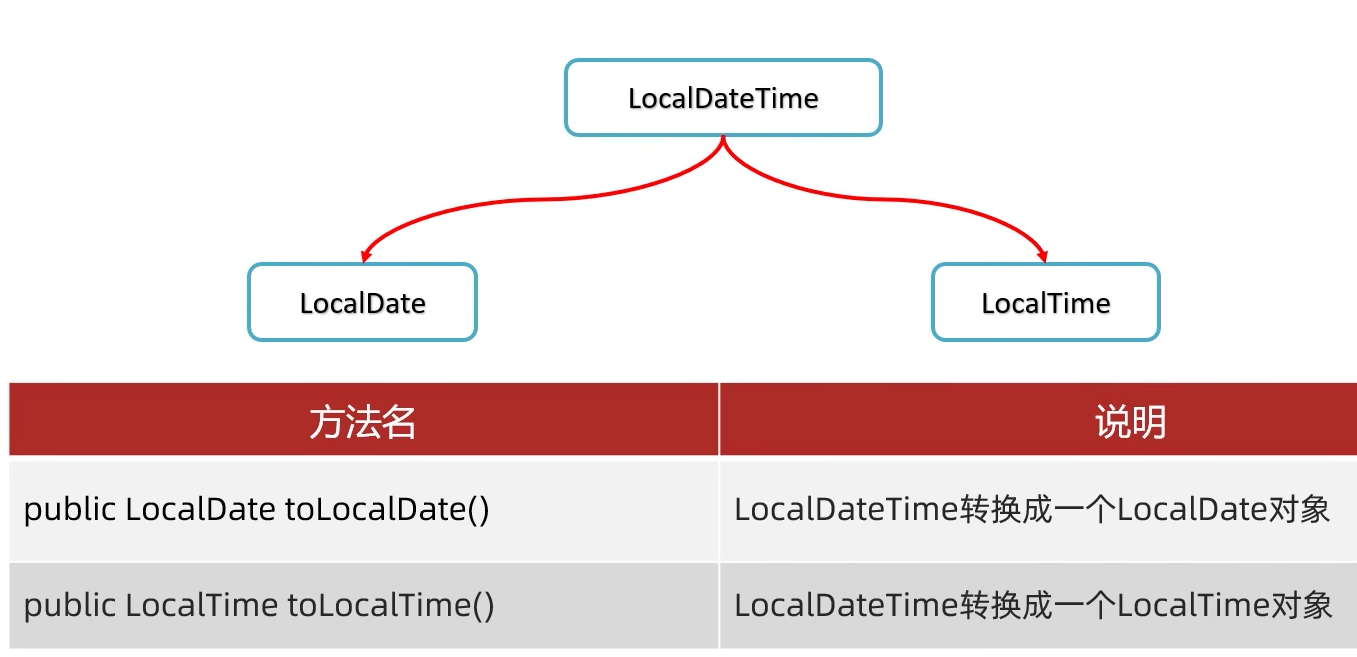 LocalDateTime
LocalDate
LocalTime
方法名
说明
public LocalDate toLocalDate()
LocalDateTime转换成一个LocalDate对象
public LocalTime toLocalTime()
LocalDateTime转换成一个LocalTime对象